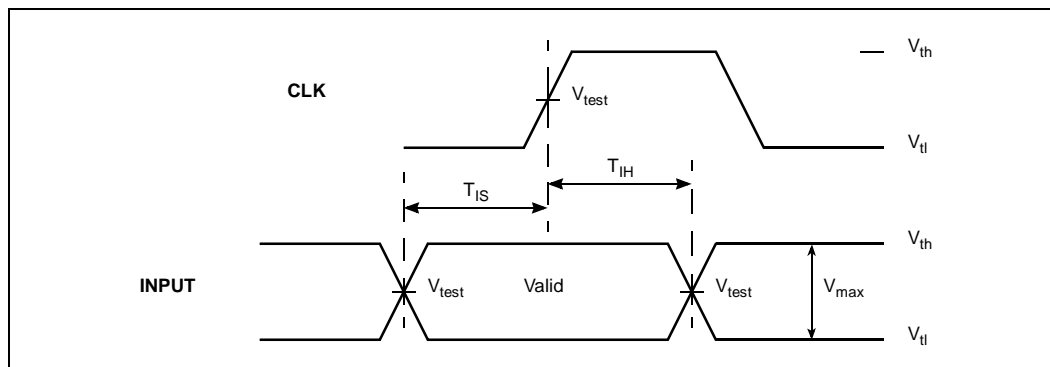 V_th
CLK
V_test
V_tl
T_IH
T_IS
V_th
INPUT
V_test
Valid
V_test
V_max
V_tl